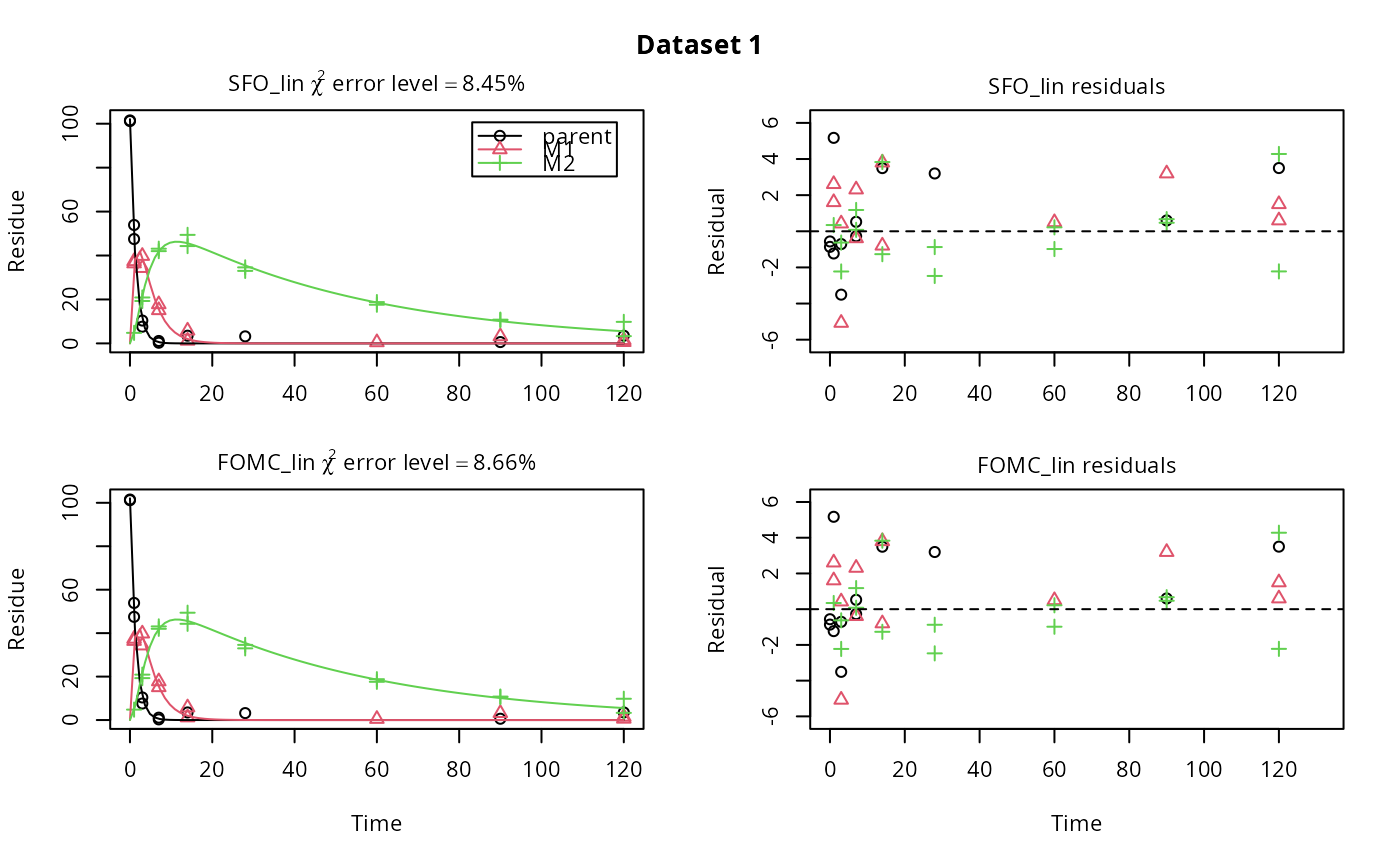 Dataset 1
SFO_lin χ2 error level = 8.45%
Residue
0 20 60 100
parent
M1
M2
0 20 40 60 80 100 120
SFO_lin residuals
Residual
-6 -2 2 4 6
0 20 40 60 80 100 120
FOMC_lin χ2 error level = 8.66%
Residue
0 20 60 100
0 20 40 60 80 100 120
Time
FOMC_lin residuals
Residual
-6 -2 2 4 6
0 20 40 60 80 100 120
Time